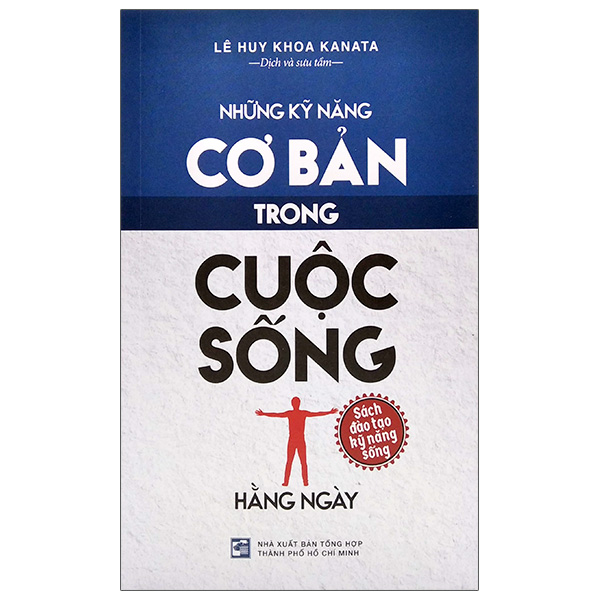 LÊ HUY KHOA KANATA
—Dịch và sưu tầm—
NHỮNG KỸ NĂNG
CƠ BẢN
TRONG
CUỘC
SỐNG
Sách
đào tạo
kỹ năng
sống
HẰNG NGÀY
NHÀ XUẤT BẢN TỔNG HỢP
THÀNH PHỐ HỒ CHÍ MINH